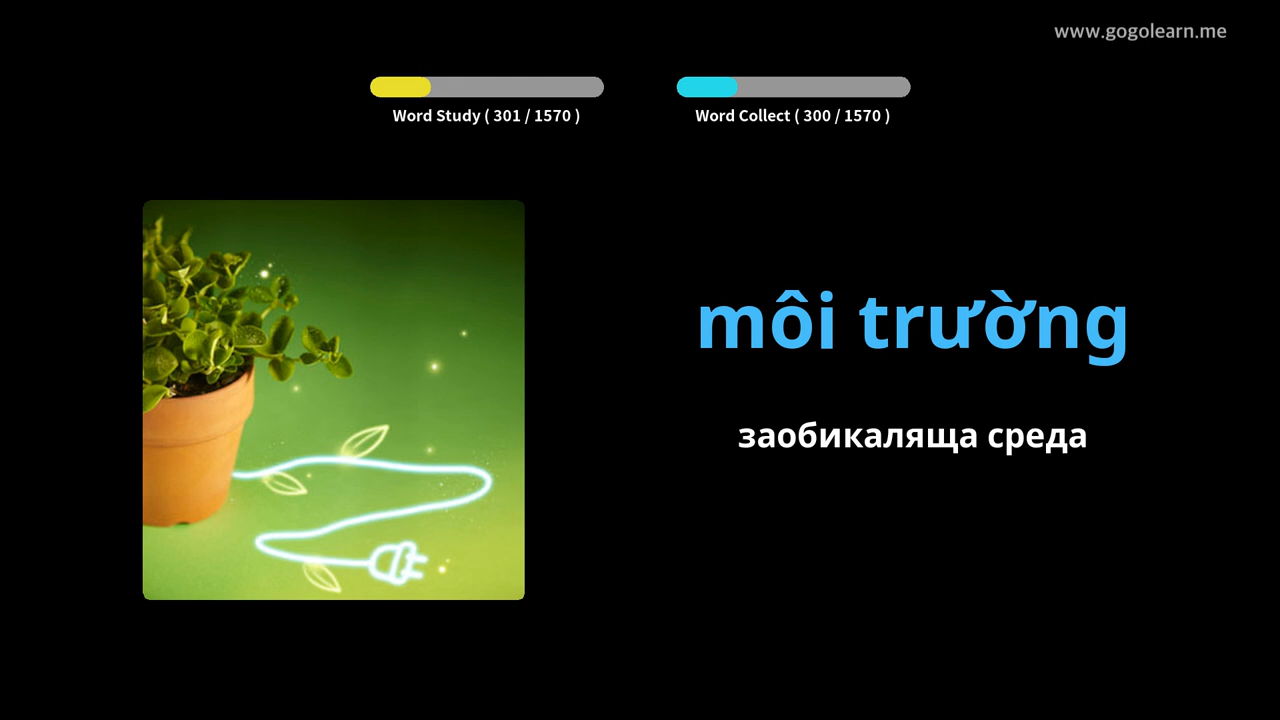 www.gogolearn.me
Word Study ( 301 / 1570 )
Word Collect ( 300 / 1570 )
môi trường
заобикаляща среда